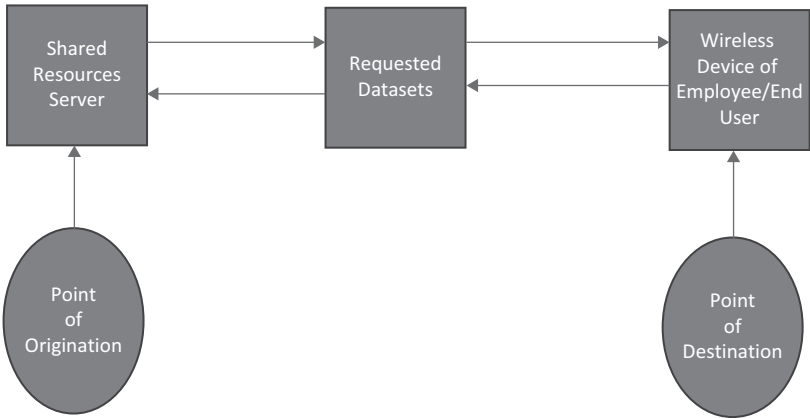 Shared
Resources
Server
Requested
Datasets
Wireless
Device of
Employee/End
User
Point
of
Origination
Point
of
Destination